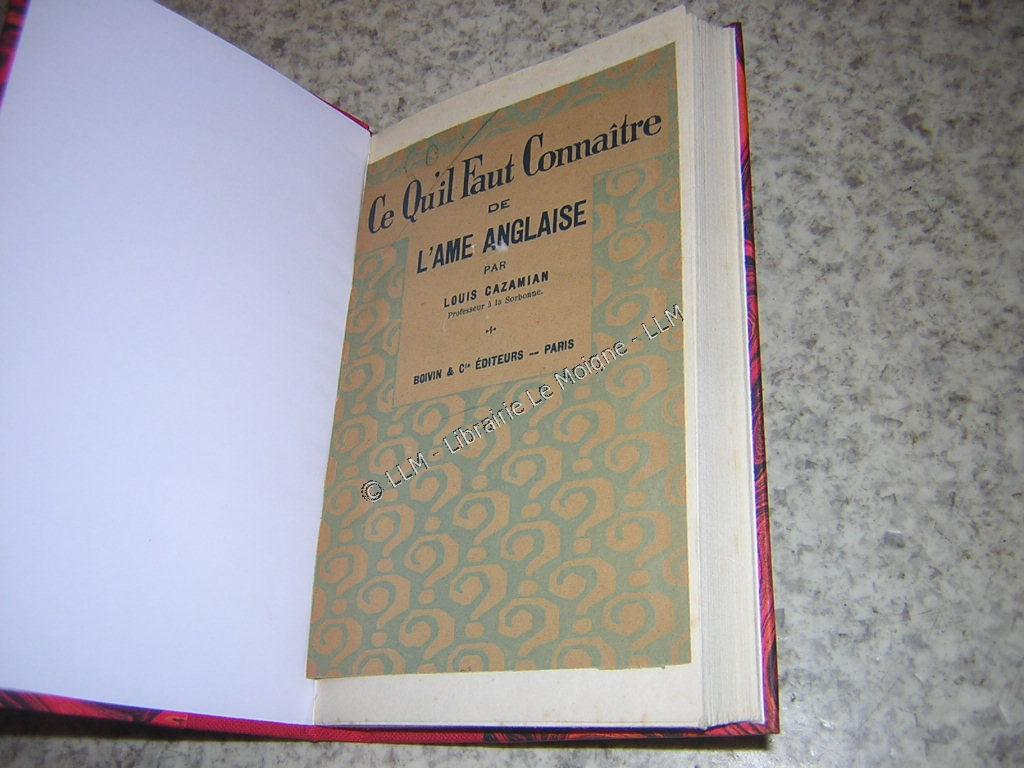 Ce Qu'il Faut Connaître
DE
L'AME ANGLAISE
PAR
LOUIS CAZAMIAN
Professeur à la Sorbonne.
BOIVIN & Cie ÉDITEURS — PARIS
© LLM - Librairie Le Moigne - LLM